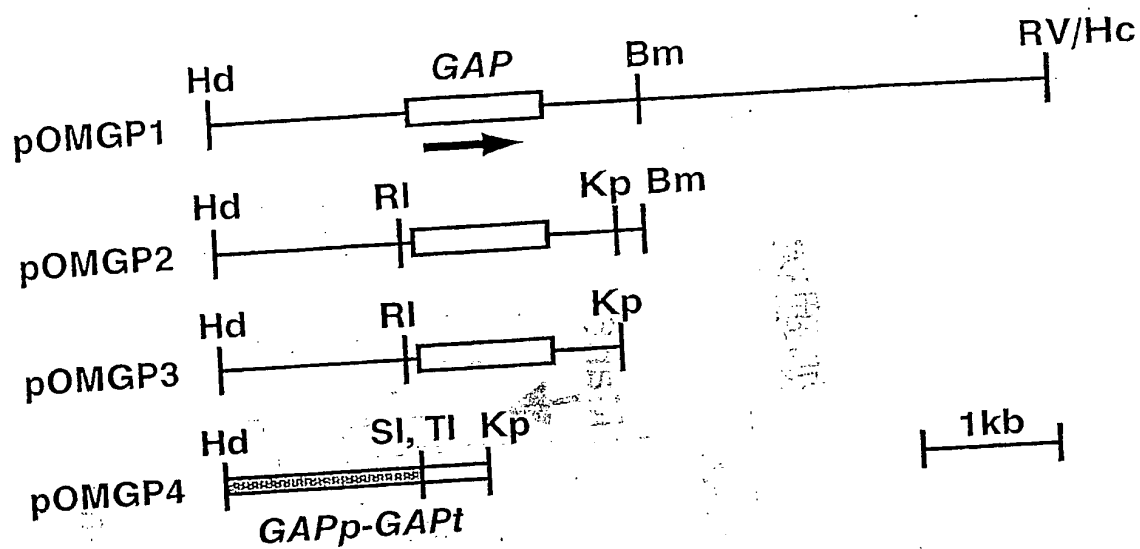 Hd GAP Bm RV/Hc
pOMGP1
Hd RI Kp Bm
pOMGP2
Hd RI Kp
pOMGP3
Hd SI, TI Kp 1kb
pOMGP4
GAPp-GAPt